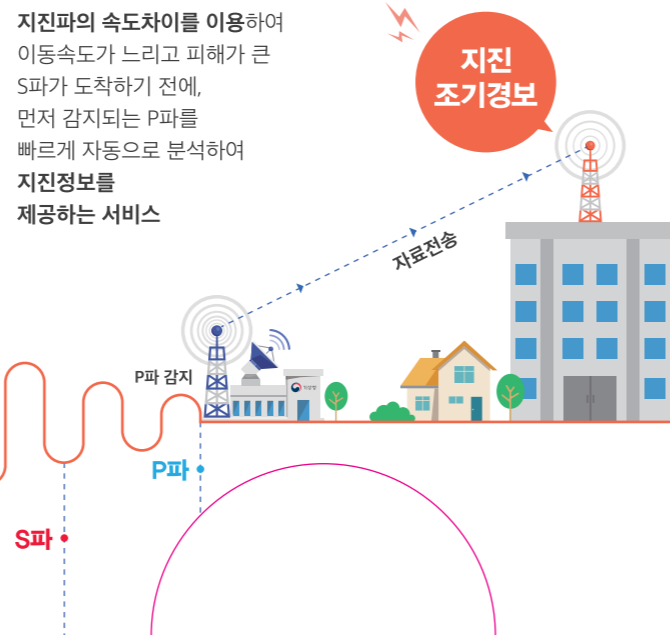 지진파의 속도차이를 이용하여
이동속도가 느리고 피해가 큰
S파가 도착하기 전에,
먼저 감지되는 P파를
빠르게 자동으로 분석하여
지진정보를
제공하는 서비스
지진
조기경보
자료전송
P파 감지
기상청
P파
S파